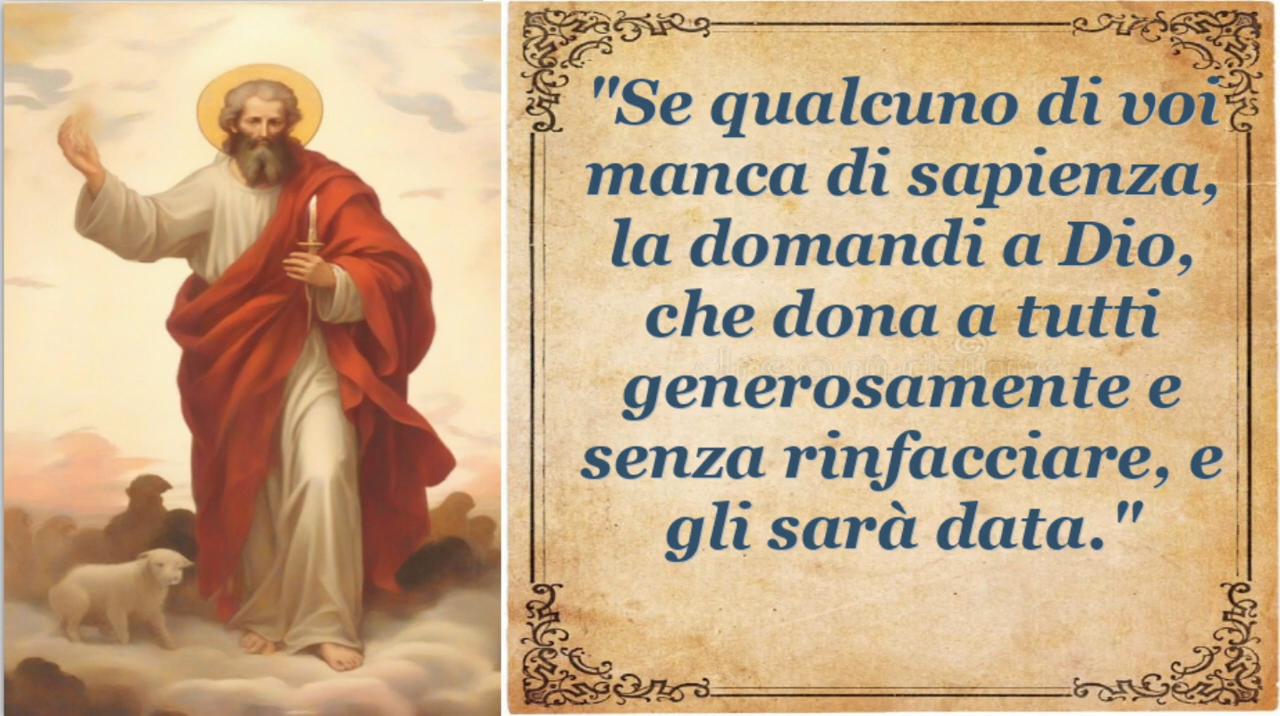 "Se qualcuno di voi
manca di sapienza,
la domandi a Dio,
che dona a tutti
generosamente e
senza rinfacciare, e
gli sarà data."